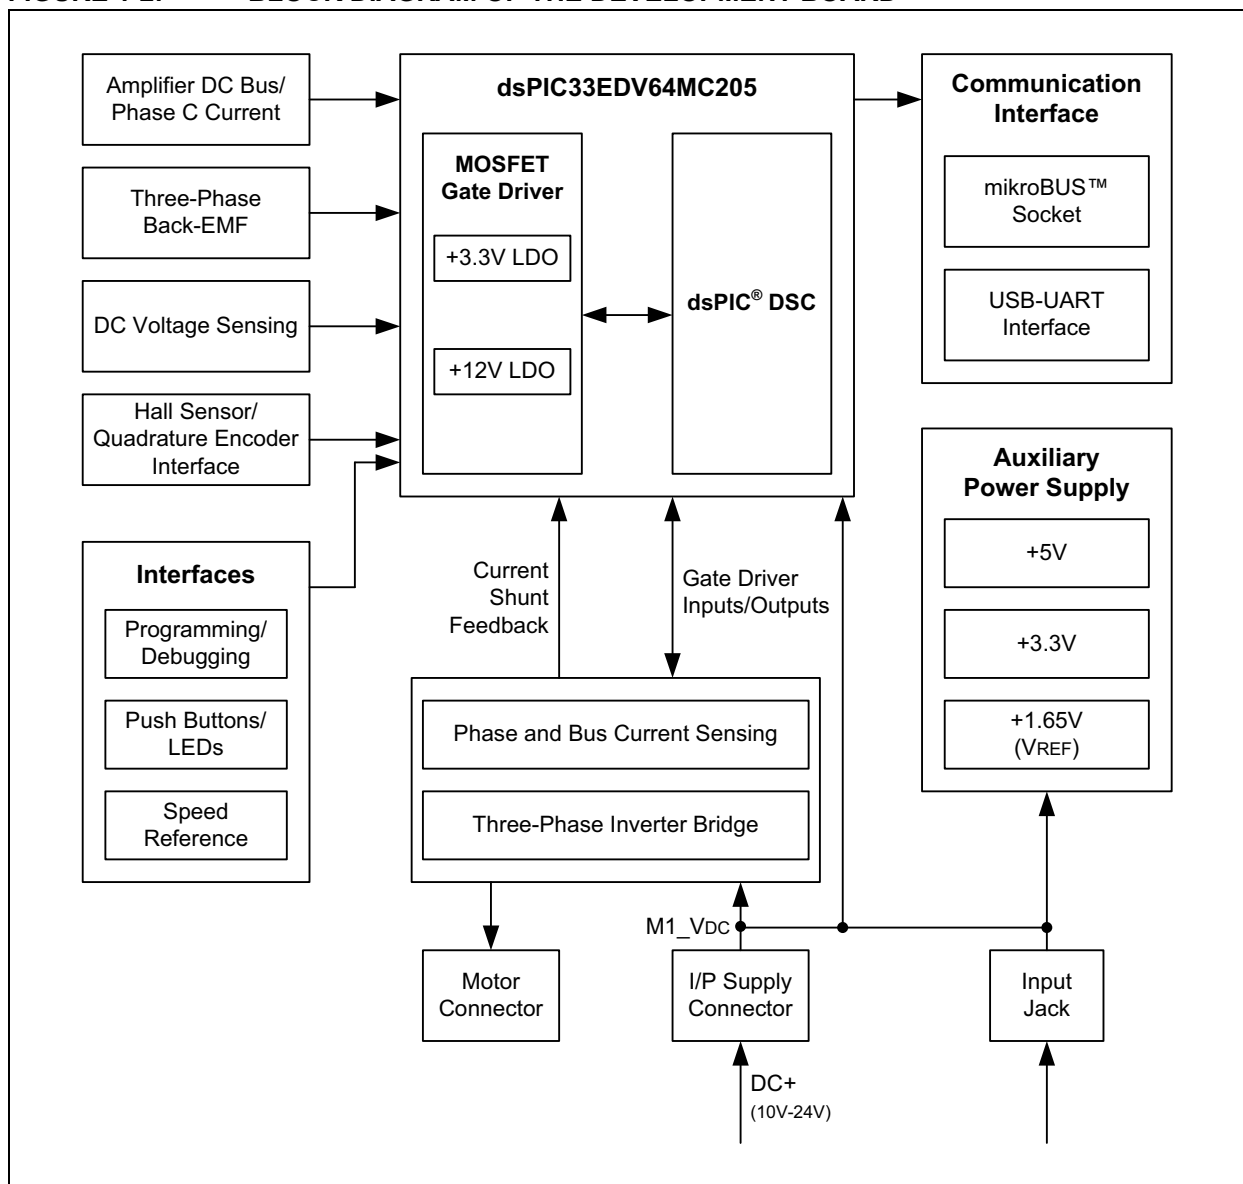 Amplifier DC Bus/
Phase C Current
Three-Phase
Back-EMF
DC Voltage Sensing
Hall Sensor/
Quadrature Encoder
Interface
Interfaces
Programming/
Debugging
Push Buttons/
LEDs
Speed
Reference
dsPIC33EDV64MC205
MOSFET
Gate Driver
+3.3V LDO
+12V LDO
dsPIC® DSC
Communication
Interface
mikroBUS™
Socket
USB-UART
Interface
Auxiliary
Power Supply
+5V
+3.3V
+1.65V
(VREF)
Current
Shunt
Feedback
Gate Driver
Inputs/Outputs
Phase and Bus Current Sensing
Three-Phase Inverter Bridge
M1_VDC
Motor
Connector
I/P Supply
Connector
Input
Jack
DC+
(10V-24V)